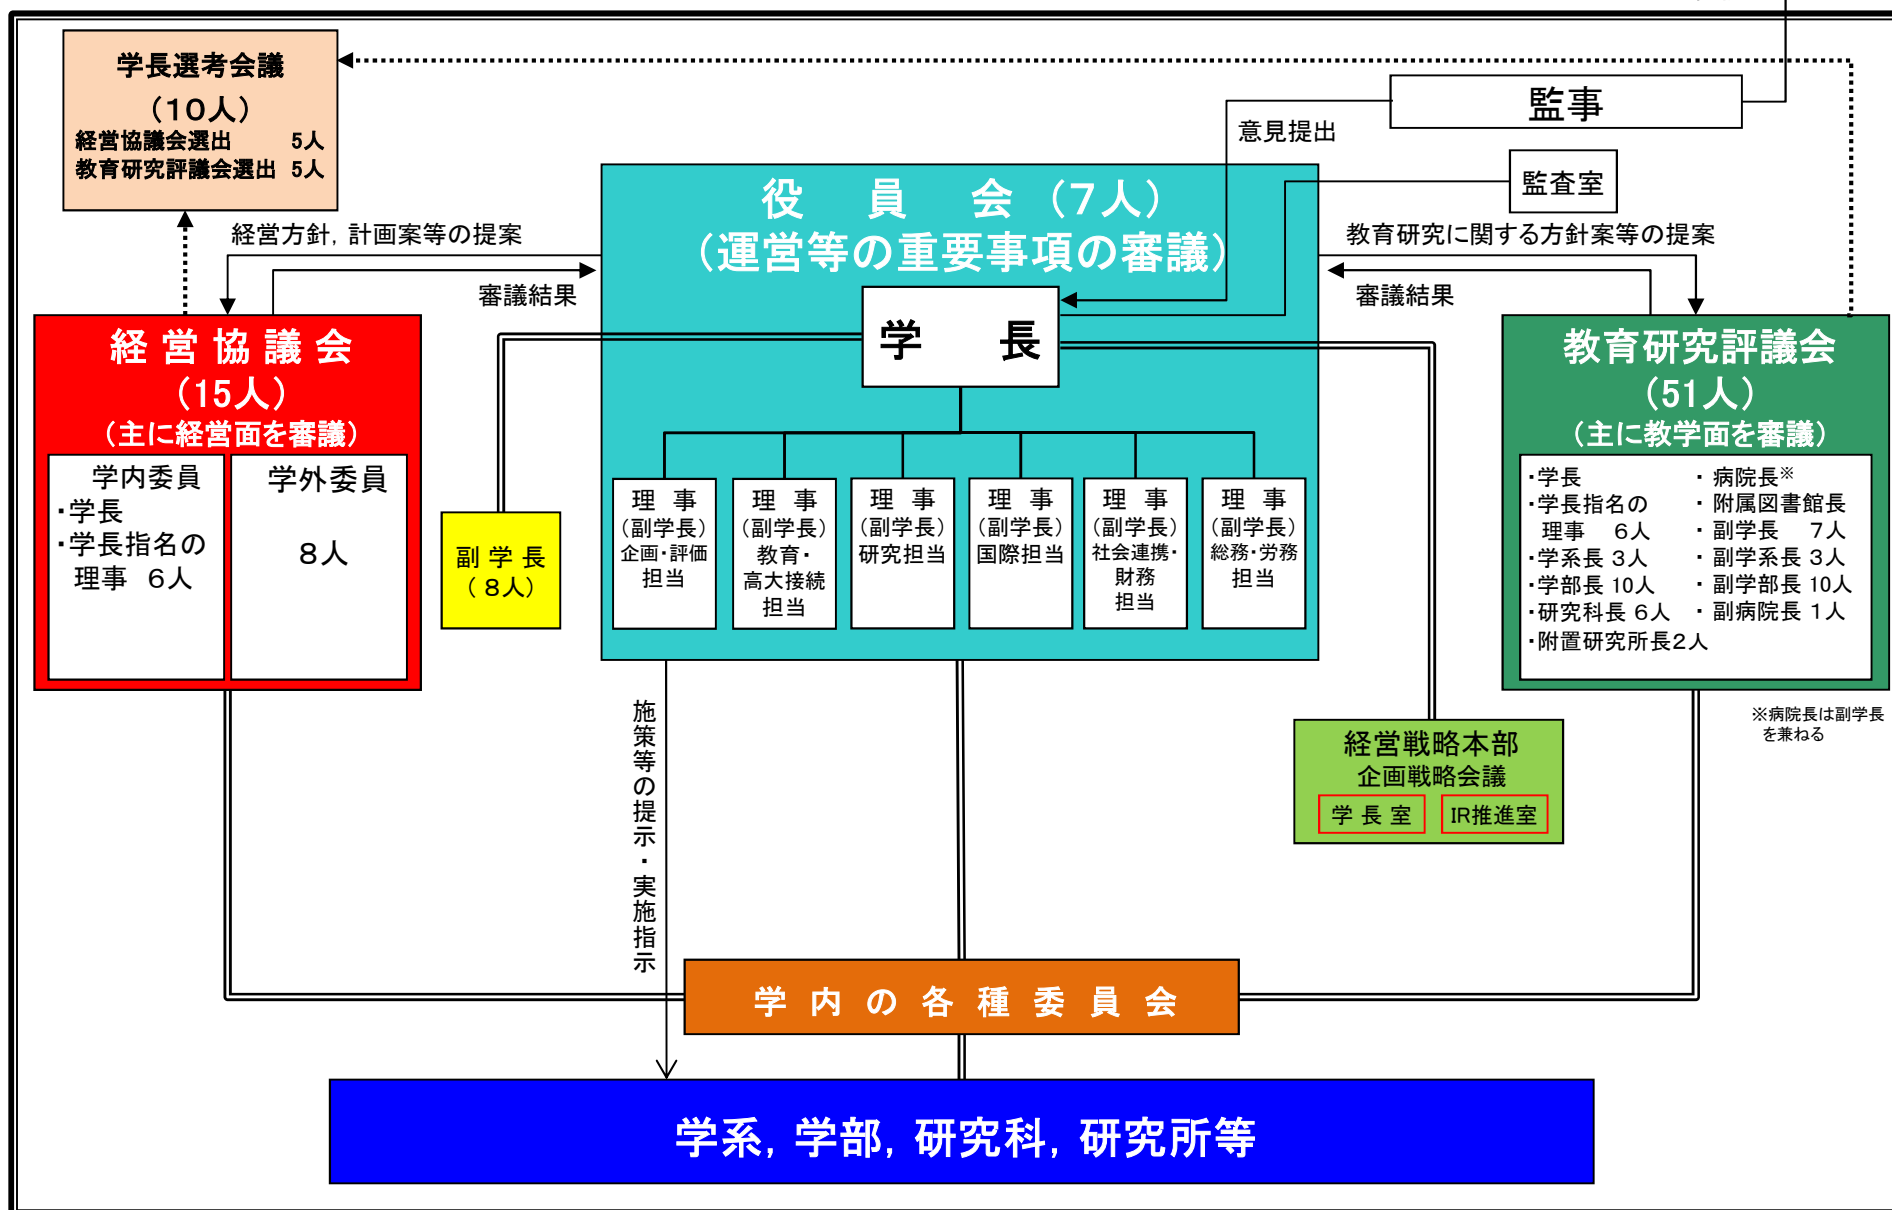 学長選考会議
（１０人）
経営協議会選出　　５人
教育研究評議会選出　５人
監事
意見提出
監査室
役　員　会（7人）
（運営等の重要事項の審議）
経営方針，計画案等の提案
審議結果
教育研究に関する方針案等の提案
審議結果
学　長
経営協議会
（15人）
（主に経営面を審議）
学内委員
・学長
・学長指名の
理事　６人
学外委員
８人
副学長
（８人）
理　事
（副学長）
企画・評価
担当
理　事
（副学長）
教育・
高大接続
担当
理　事
（副学長）
研究担当
理　事
（副学長）
国際担当
理　事
（副学長）
社会連携・
財務
担当
理　事
（副学長）
総務・労務
担当
教育研究評議会
（51人）
（主に教学面を審議）
・学長
・学長指名の
理事　６人
・学系長 ３人
・学部長 10人
・研究科長 ６人
・附置研究所長２人
・病院長※
・附属図書館長
・副学長　７人
・副学系長 ３人
・副学部長 10人
・副病院長 １人
※病院長は副学長
を兼ねる
施策等の提示・実施指示
経営戦略本部
企画戦略会議
学長室
IR推進室
学内の各種委員会
学系，学部，研究科，研究所等